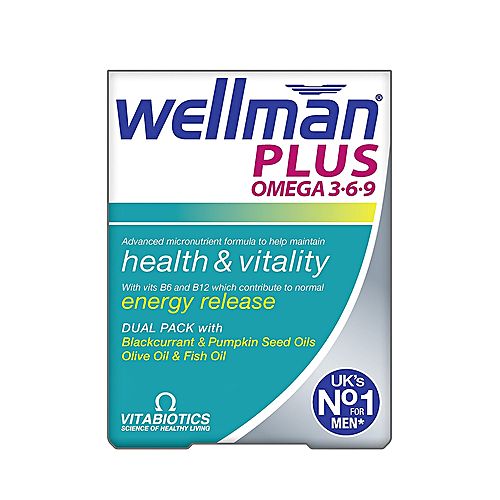 wellman®
PLUS
OMEGA 3·6·9
Advanced micronutrient formula to help maintain
health & vitality
With vits B6 and B12 which contribute to normal
energy release
DUAL PACK with
Blackcurrant & Pumpkin Seed Oils
Olive Oil & Fish Oil
VITABIOTICS
SCIENCE OF HEALTHY LIVING
UK's
No1
FOR
MEN*